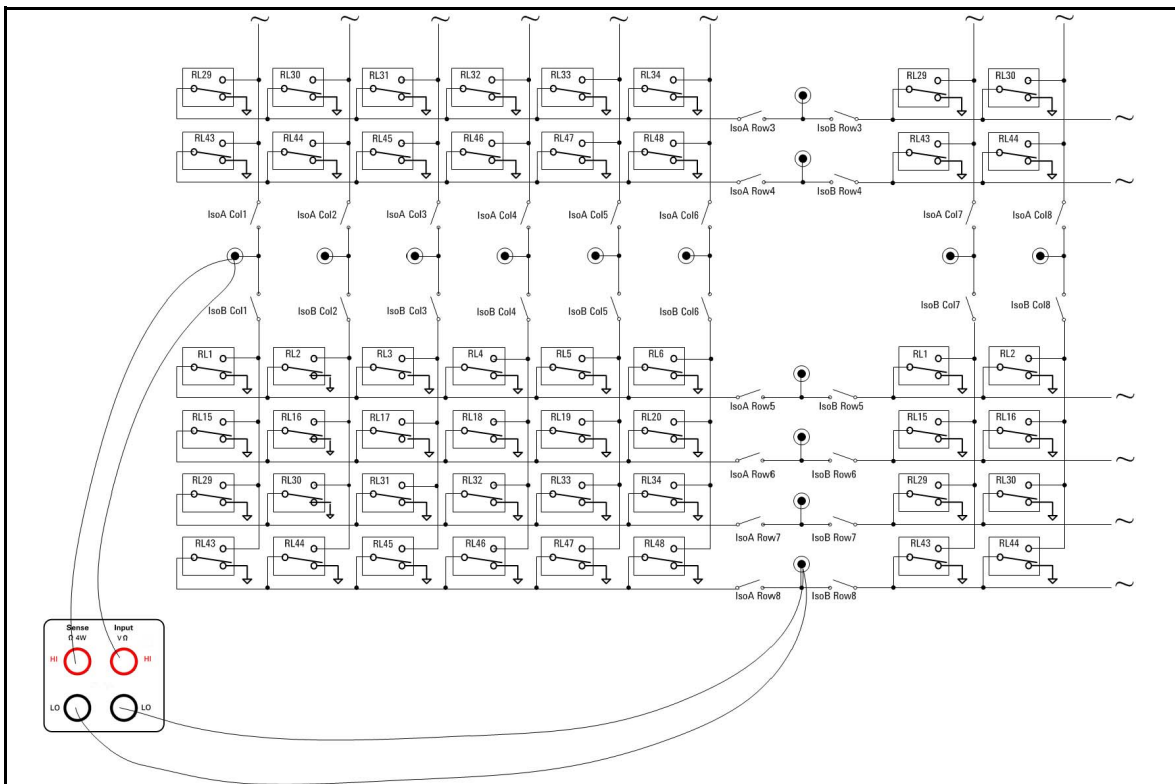 RL29 RL30 RL31 RL32 RL33 RL34 RL29 RL30
IsoA Row3 IsoB Row3
RL43 RL44 RL45 RL46 RL47 RL48 RL43 RL44
IsoA Row4 IsoB Row4
IsoA Col1 IsoA Col2 IsoA Col3 IsoA Col4 IsoA Col5 IsoA Col6 IsoA Col7 IsoA Col8
IsoB Col1 IsoB Col2 IsoB Col3 IsoB Col4 IsoB Col5 IsoB Col6 IsoB Col7 IsoB Col8
RL1 RL2 RL3 RL4 RL5 RL6 RL1 RL2
IsoA Row5 IsoB Row5
RL15 RL16 RL17 RL18 RL19 RL20 RL15 RL16
IsoA Row6 IsoB Row6
RL29 RL30 RL31 RL32 RL33 RL34 RL29 RL30
IsoA Row7 IsoB Row7
RL43 RL44 RL45 RL46 RL47 RL48 RL43 RL44
IsoA Row8 IsoB Row8
Sense Input
Ω 4W V Ω
HI HI
LO LO